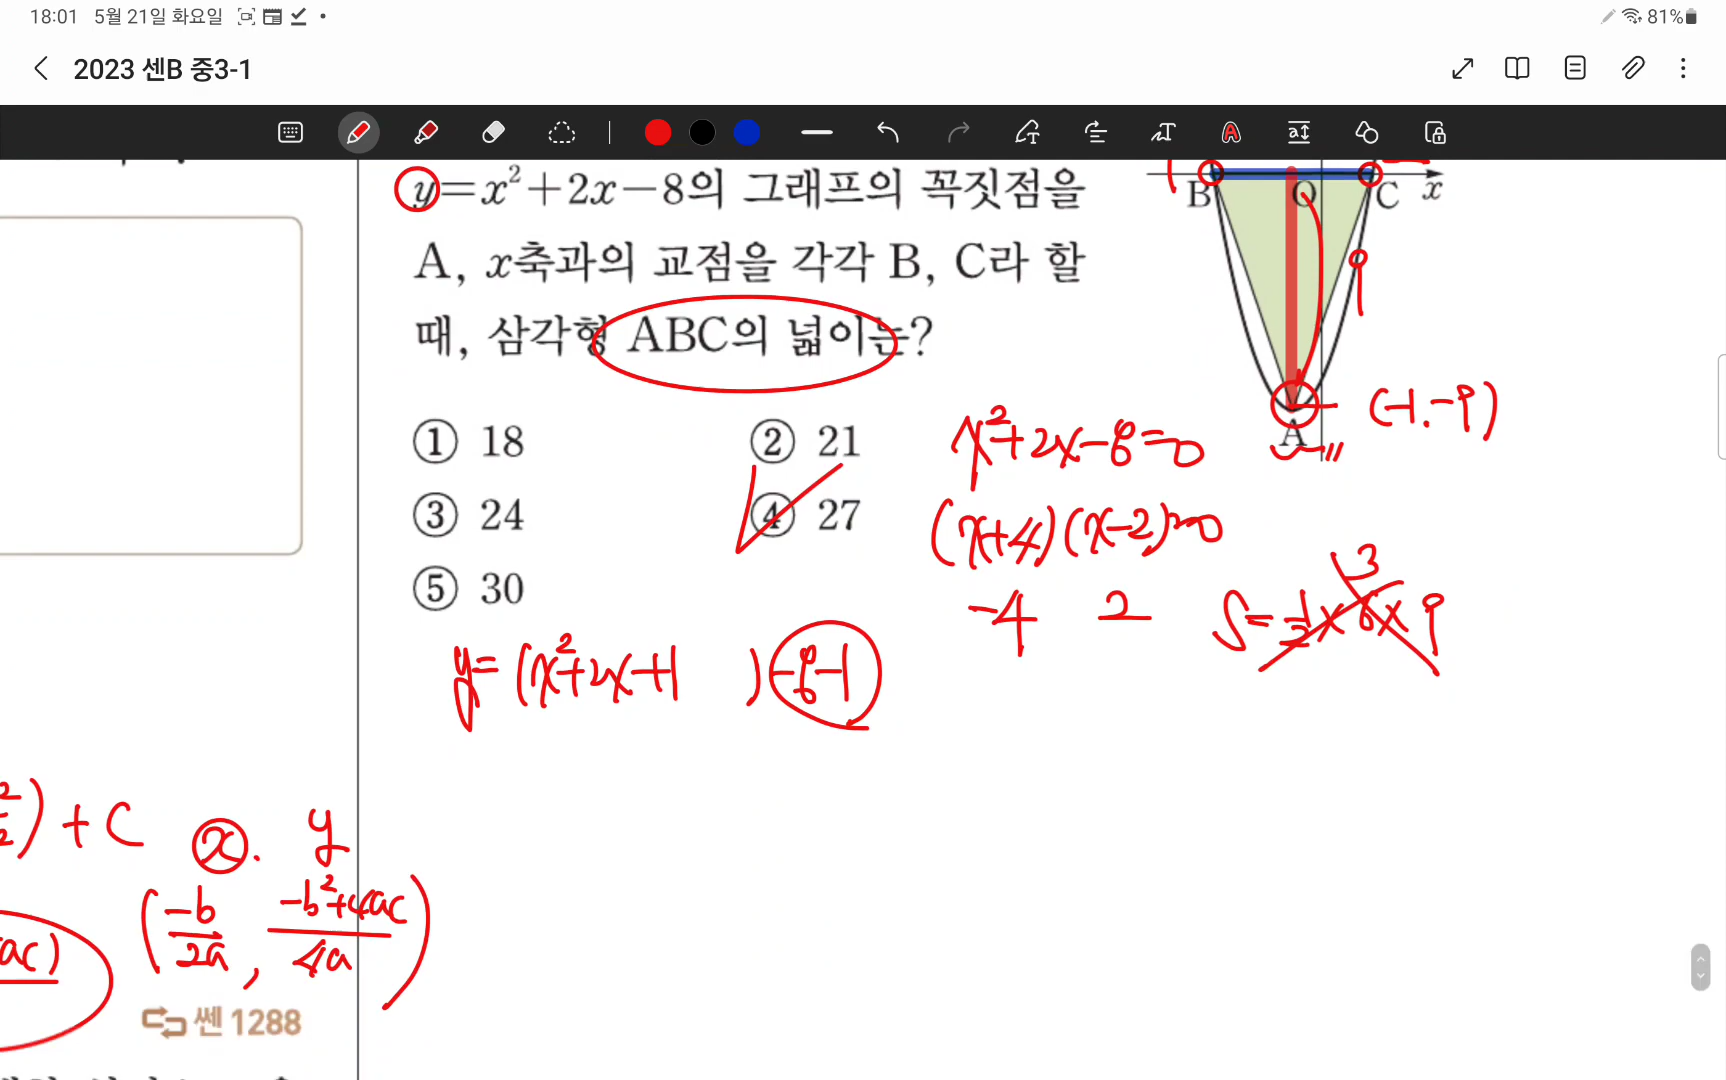 18:01 5월 21일 화요일
81%
2023 쎈B 중3-1
y=x²+2x-8의 그래프의 꼭짓점을
A, x축과의 교점을 각각 B, C라 할
때, 삼각형 ABC의 넓이는?
① 18 ② 21
③ 24 ④ 27
⑤ 30
B O C x
9
A
(-1.-9)
x²+2x-8=0
(x+4)(x-2)=0
-4 2
3
S=1/2×6×9
y=(x²+2x+1 )-8-1
)+C
x. y
(-b/2a, -b²+4ac/4a)
ac)
쎈 1288